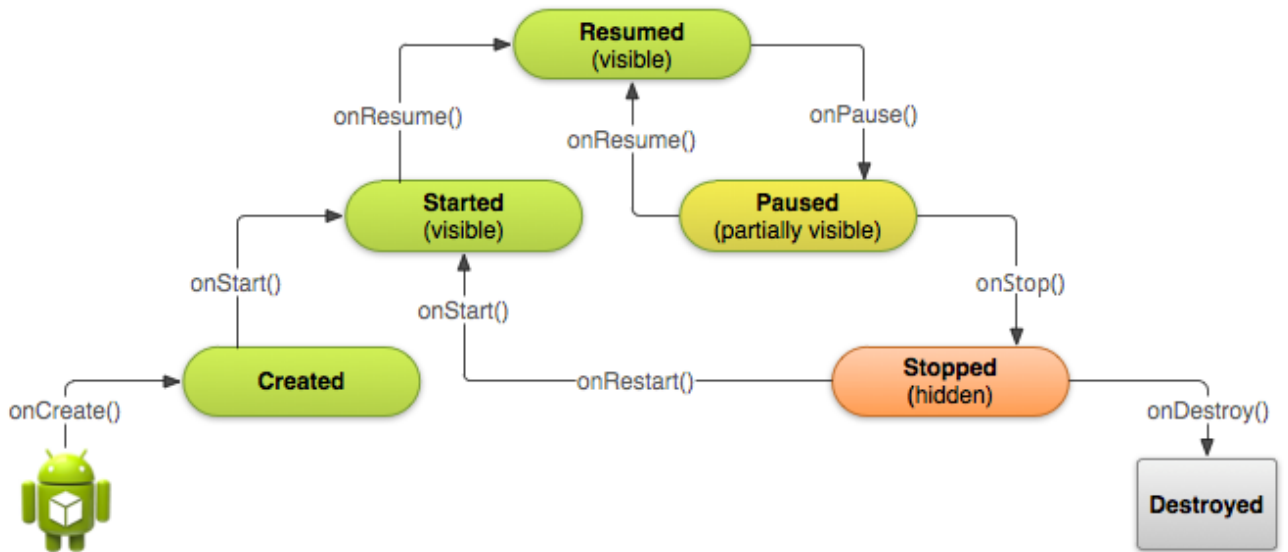 Resumed
(visible)
onResume()
onResume()
onPause()
Started
(visible)
Paused
(partially visible)
onStart()
onStart()
onStop()
Created
onRestart()
Stopped
(hidden)
onCreate()
onDestroy()
Destroyed